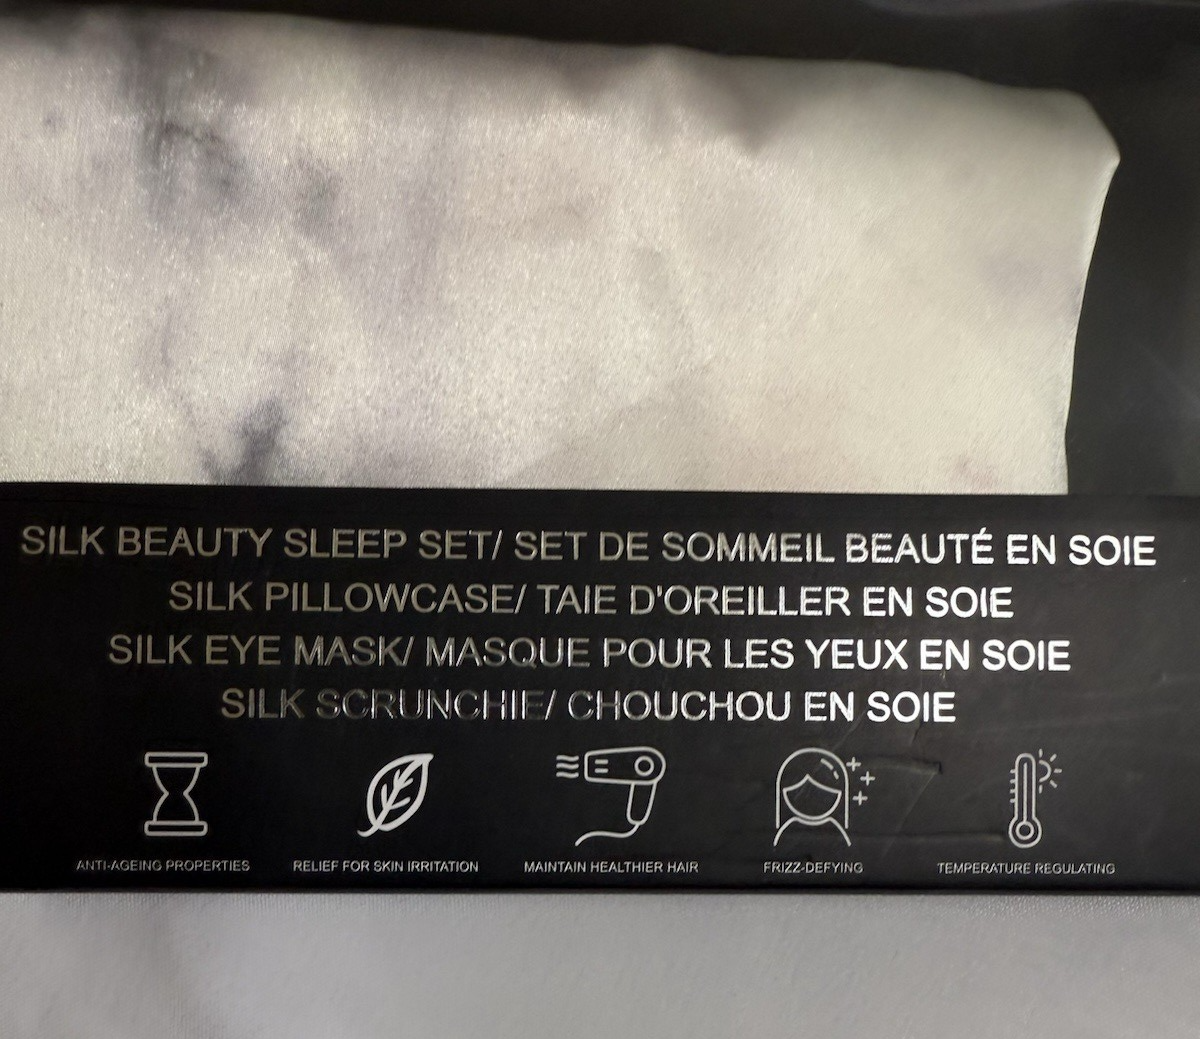 SILK BEAUTY SLEEP SET/ SET DE SOMMEIL BEAUTÉ EN SOIE
SILK PILLOWCASE/ TAIE D'OREILLER EN SOIE
SILK EYE MASK/ MASQUE POUR LES YEUX EN SOIE
SILK SCRUNCHIE/ CHOUCHOU EN SOIE
ANTI-AGEING PROPERTIES
RELIEF FOR SKIN IRRITATION
MAINTAIN HEALTHIER HAIR
FRIZZ-DEFYING
TEMPERATURE REGULATING